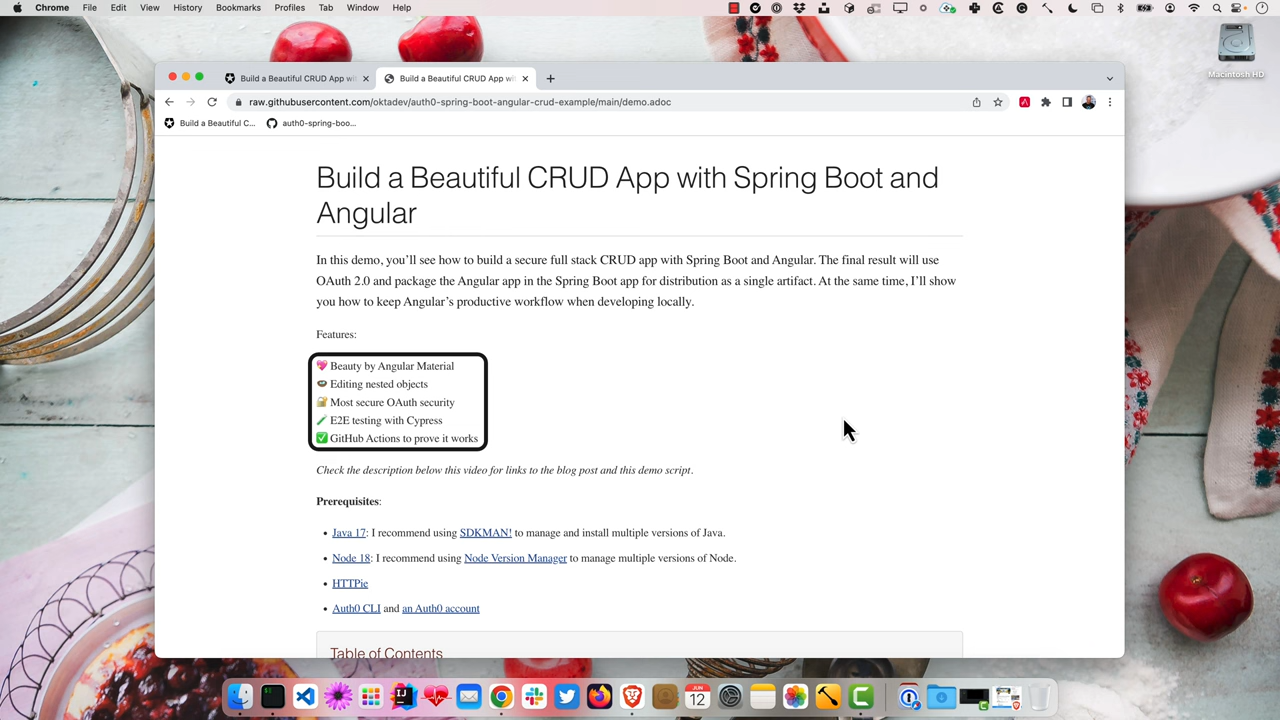 Chrome File Edit View History Bookmarks Profiles Tab Window Help
Macintosh HD
Build a Beautiful CRUD App wi
Build a Beautiful CRUD App wi
raw.githubusercontent.com/oktadev/auth0-spring-boot-angular-crud-example/main/demo.adoc
Build a Beautiful C...
auth0-spring-boo...
Build a Beautiful CRUD App with Spring Boot and
Angular
In this demo, you’ll see how to build a secure full stack CRUD app with Spring Boot and Angular. The final result will use
OAuth 2.0 and package the Angular app in the Spring Boot app for distribution as a single artifact. At the same time, I’ll show
you how to keep Angular’s productive workflow when developing locally.
Features:
💖 Beauty by Angular Material
🍩 Editing nested objects
🔐 Most secure OAuth security
🧪 E2E testing with Cypress
✅ GitHub Actions to prove it works
Check the description below this video for links to the blog post and this demo script.
Prerequisites:
• Java 17: I recommend using SDKMAN! to manage and install multiple versions of Java.
• Node 18: I recommend using Node Version Manager to manage multiple versions of Node.
• HTTPie
• Auth0 CLI and an Auth0 account
Table of Contents
JUN
12